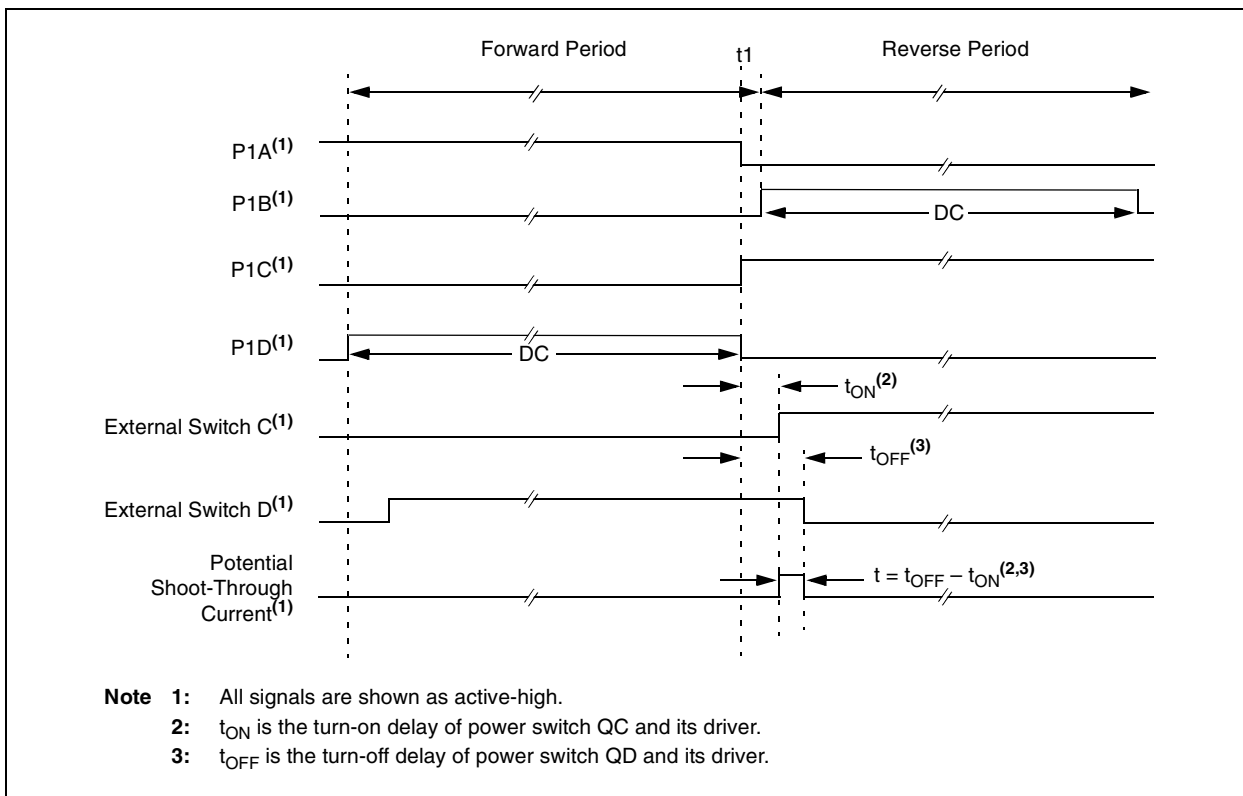 Forward Period
t1
Reverse Period
P1A(1)
P1B(1)
DC
P1C(1)
P1D(1)
DC
tON(2)
External Switch C(1)
tOFF(3)
External Switch D(1)
Potential
Shoot-Through
Current(1)
t = tOFF – tON(2,3)
Note 1: All signals are shown as active-high.
2: tON is the turn-on delay of power switch QC and its driver.
3: tOFF is the turn-off delay of power switch QD and its driver.